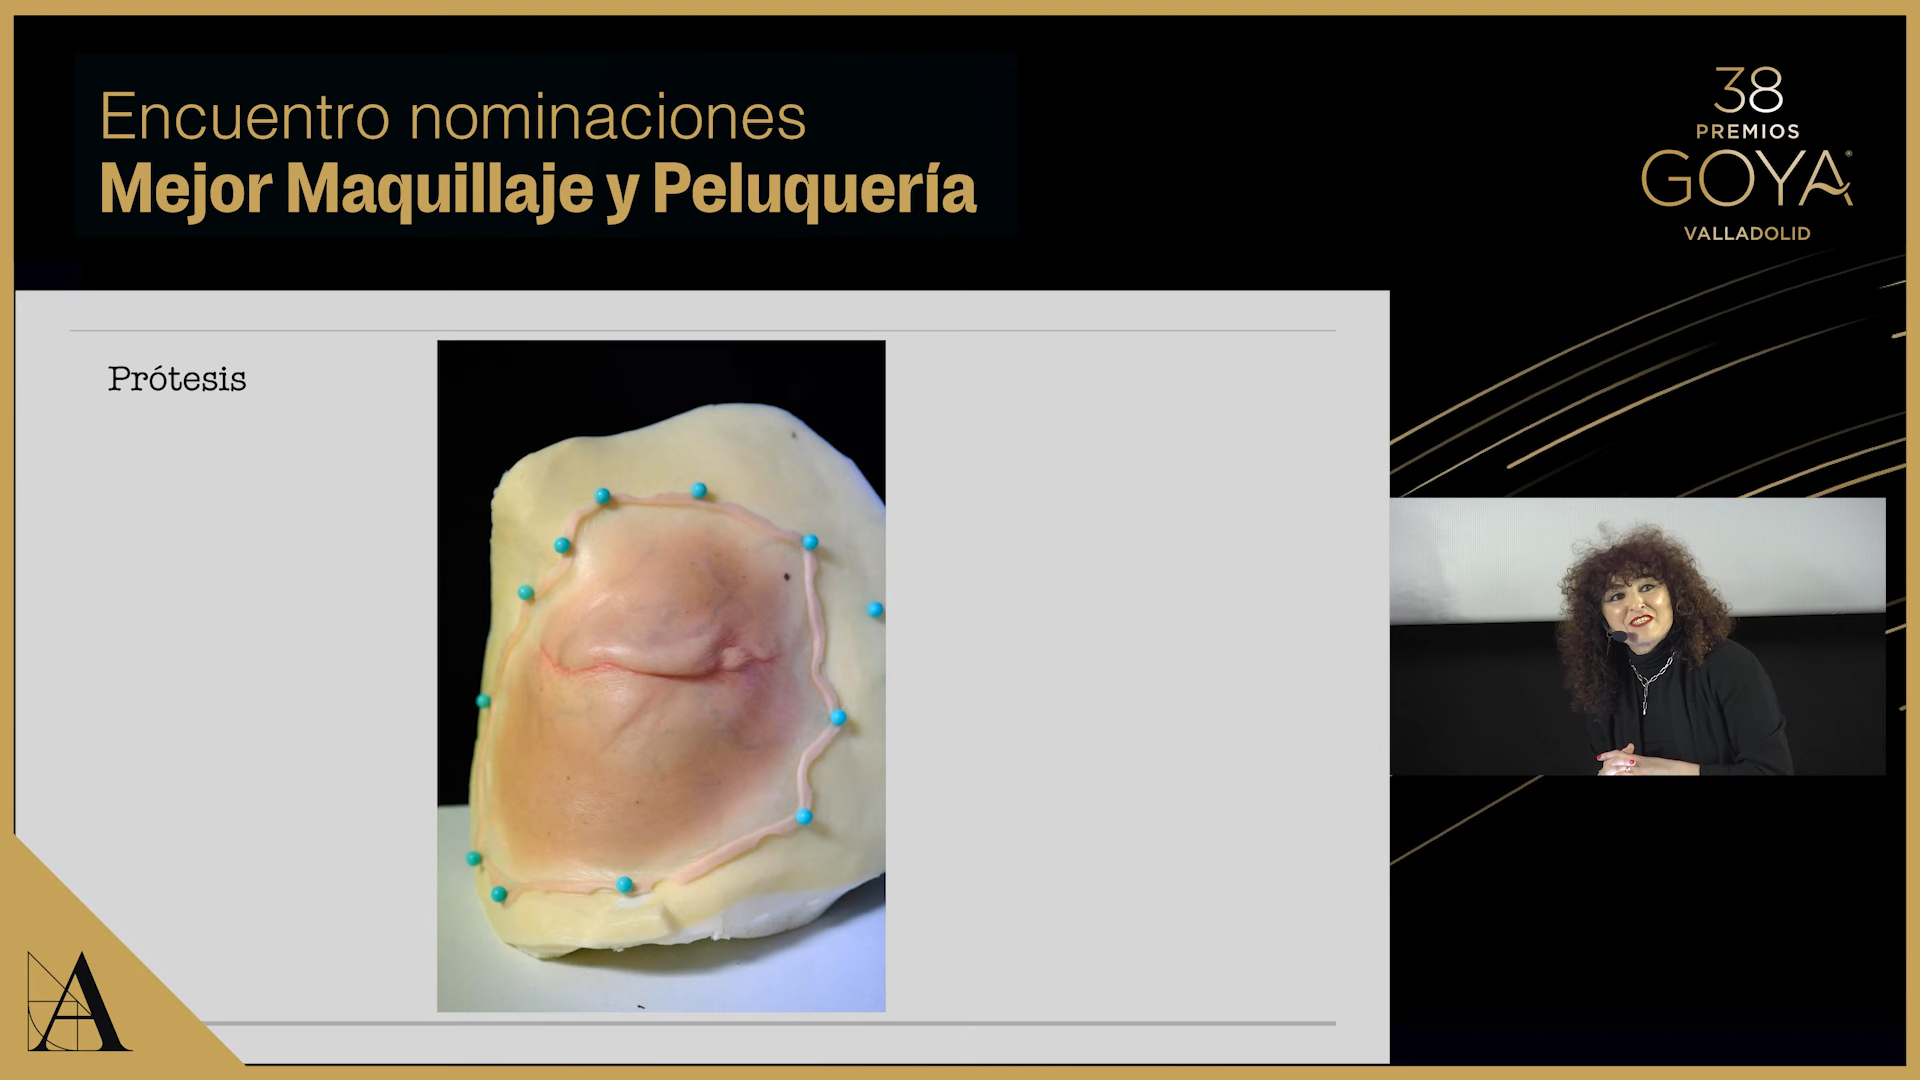 Encuentro nominaciones
Mejor Maquillaje y Peluquería
38
PREMIOS
GOYA
VALLADOLID
Prótesis
A